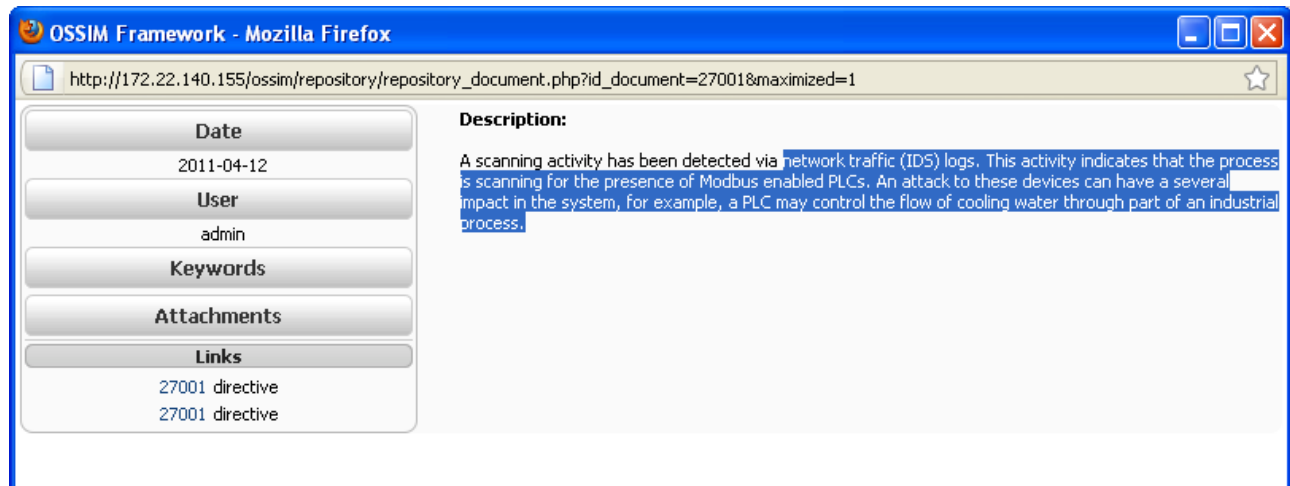 OSSIM Framework - Mozilla Firefox
http://172.22.140.155/ossim/repository/repository_document.php?id_document=27001&maximized=1
Date
2011-04-12
User
admin
Keywords
Attachments
Links
27001 directive
27001 directive
Description:
A scanning activity has been detected via network traffic (IDS) logs. This activity indicates that the process
is scanning for the presence of Modbus enabled PLCs. An attack to these devices can have a several
impact in the system, for example, a PLC may control the flow of cooling water through part of an industrial
process.